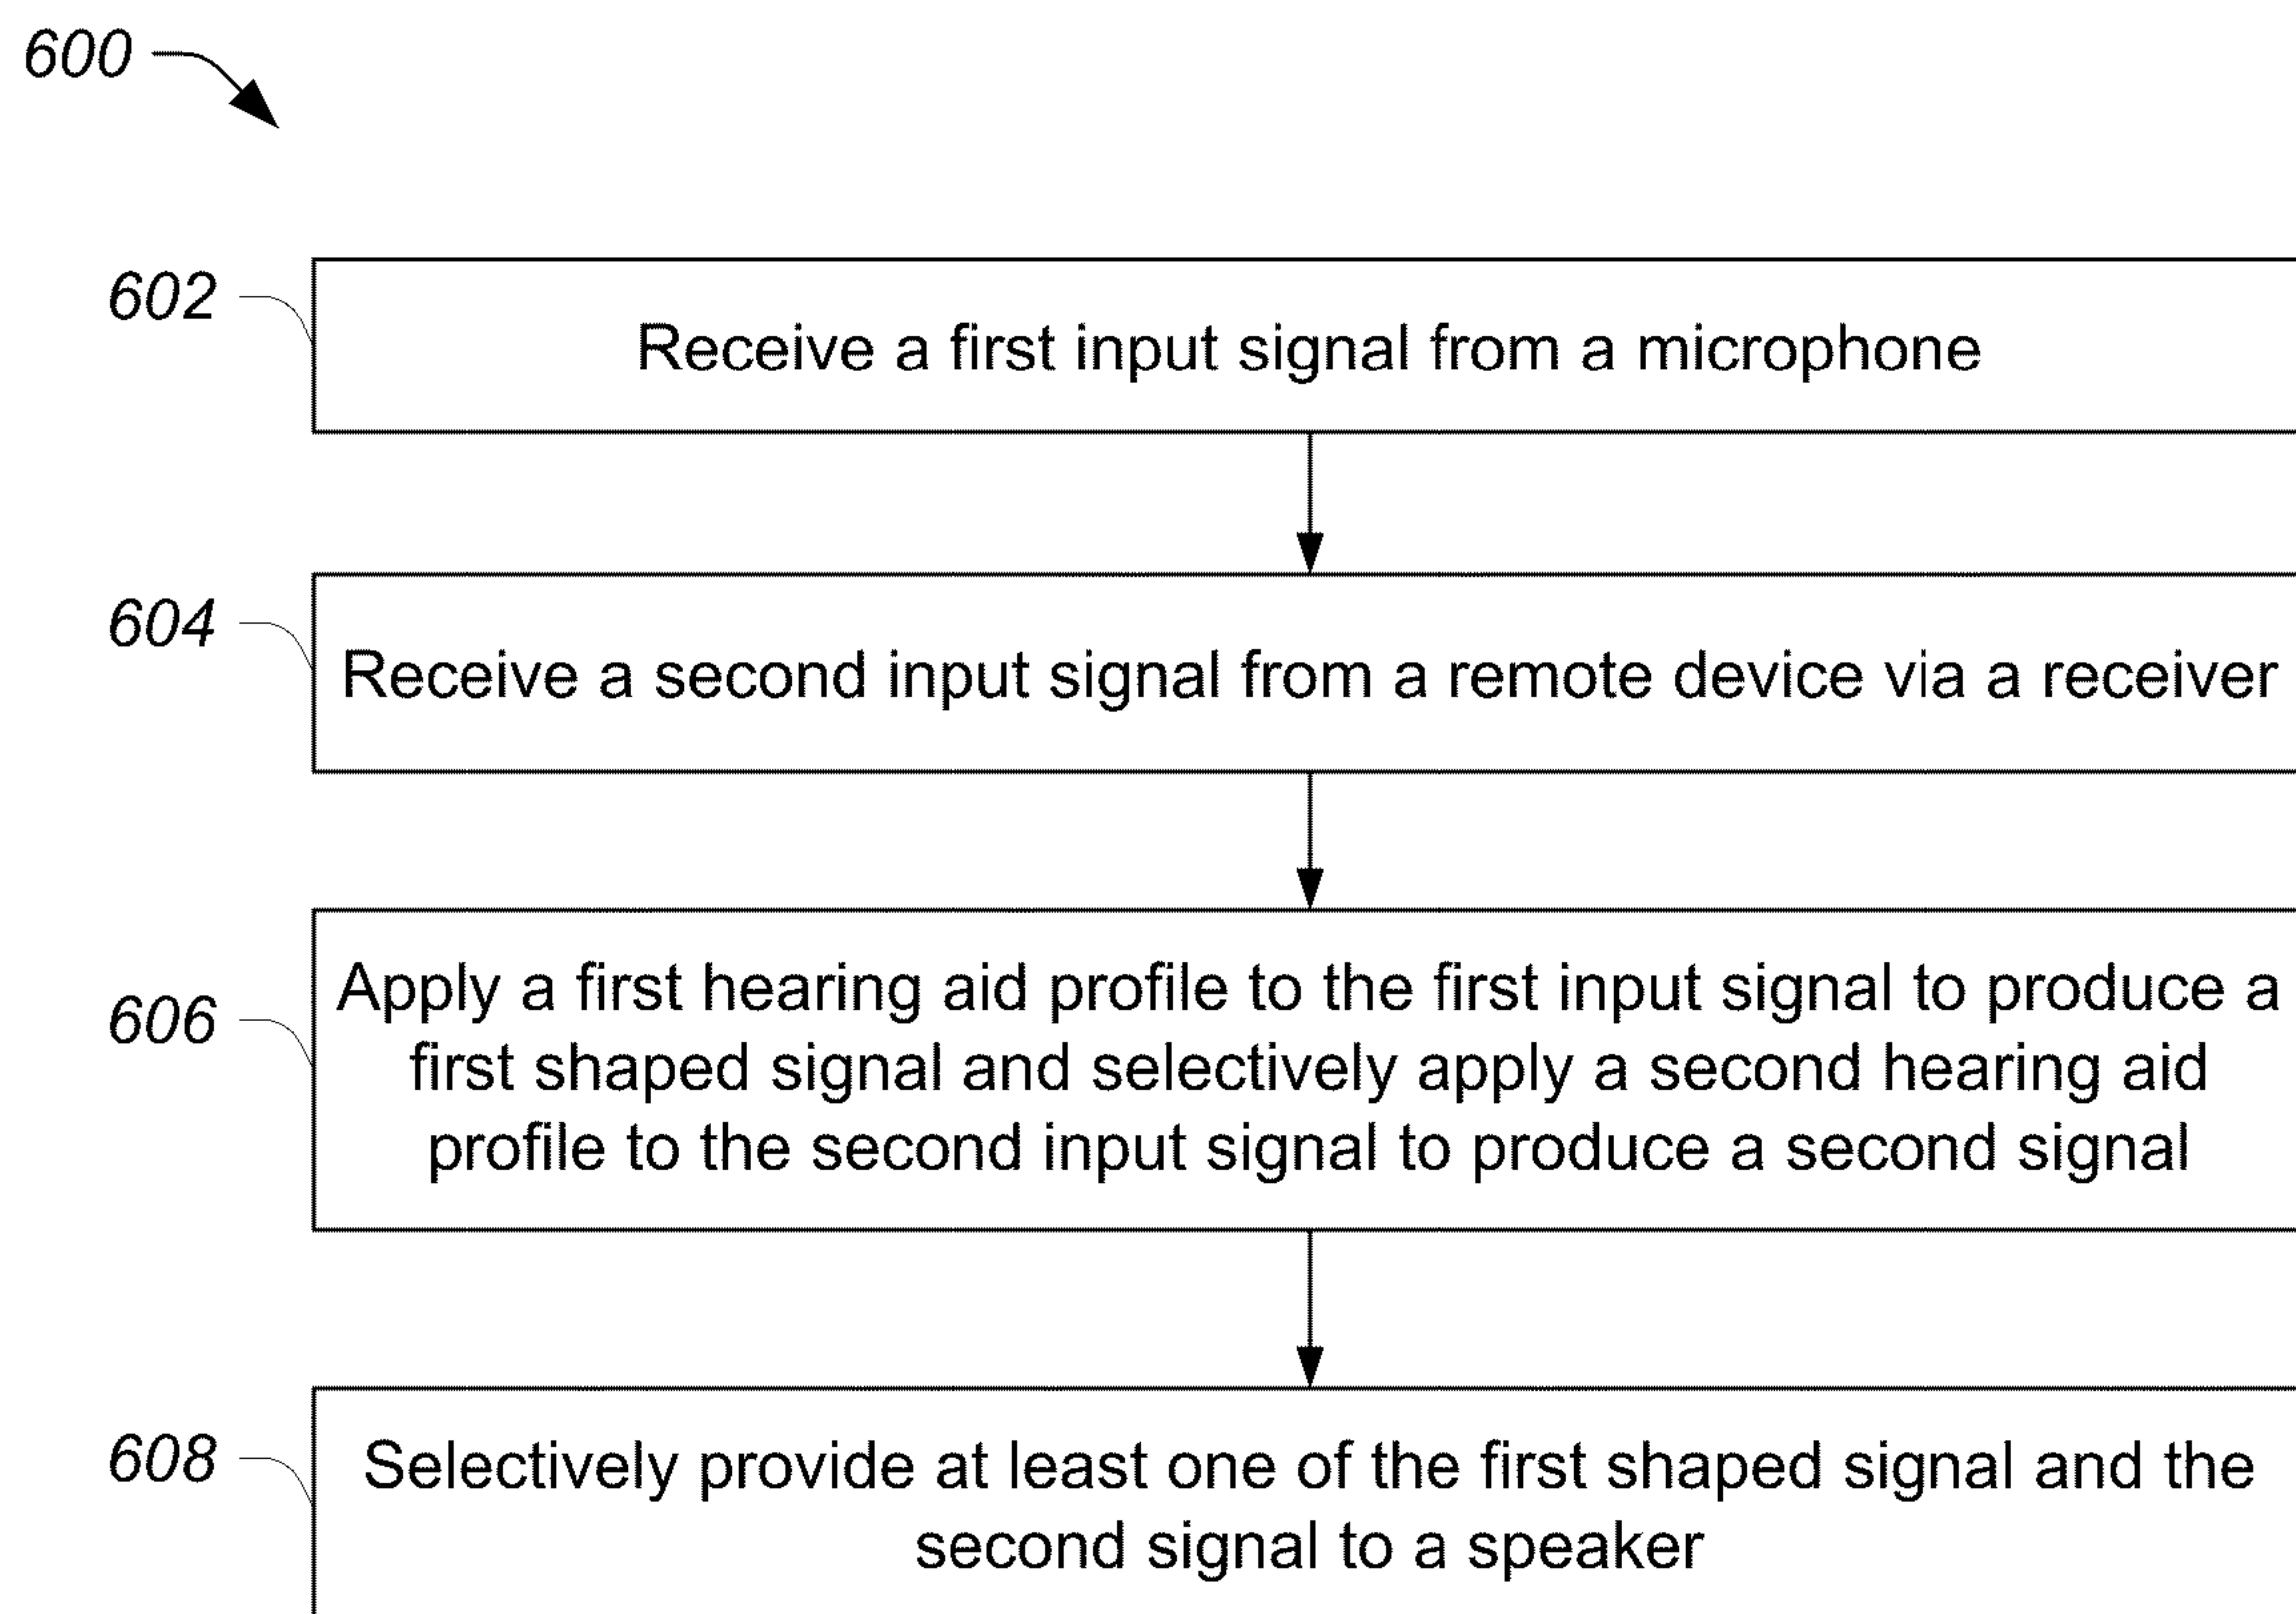 600
602
Receive a first input signal from a microphone
604
Receive a second input signal from a remote device via a receiver
606
Apply a first hearing aid profile to the first input signal to produce a
first shaped signal and selectively apply a second hearing aid
profile to the second input signal to produce a second signal
608
Selectively provide at least one of the first shaped signal and the
second signal to a speaker